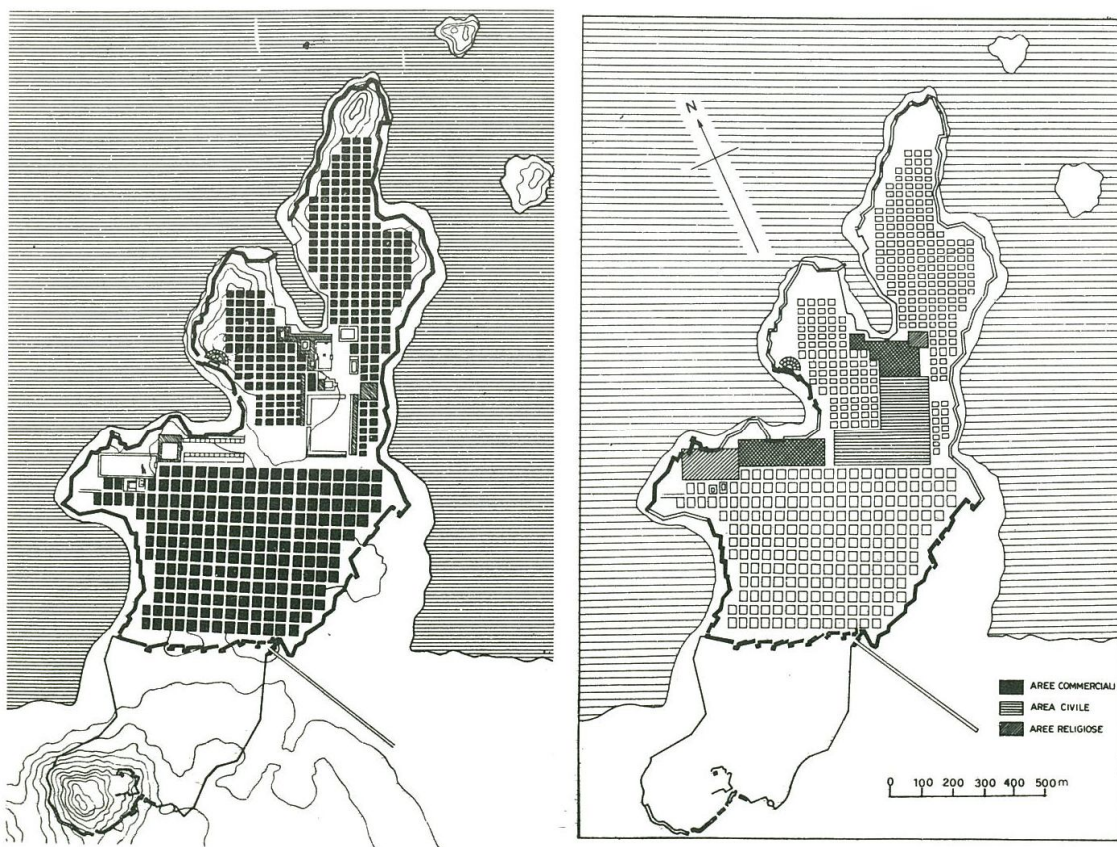 N
AREE COMMERCIALI
AREA CIVILE
AREE RELIGIOSE
0 100 200 300 400 500m